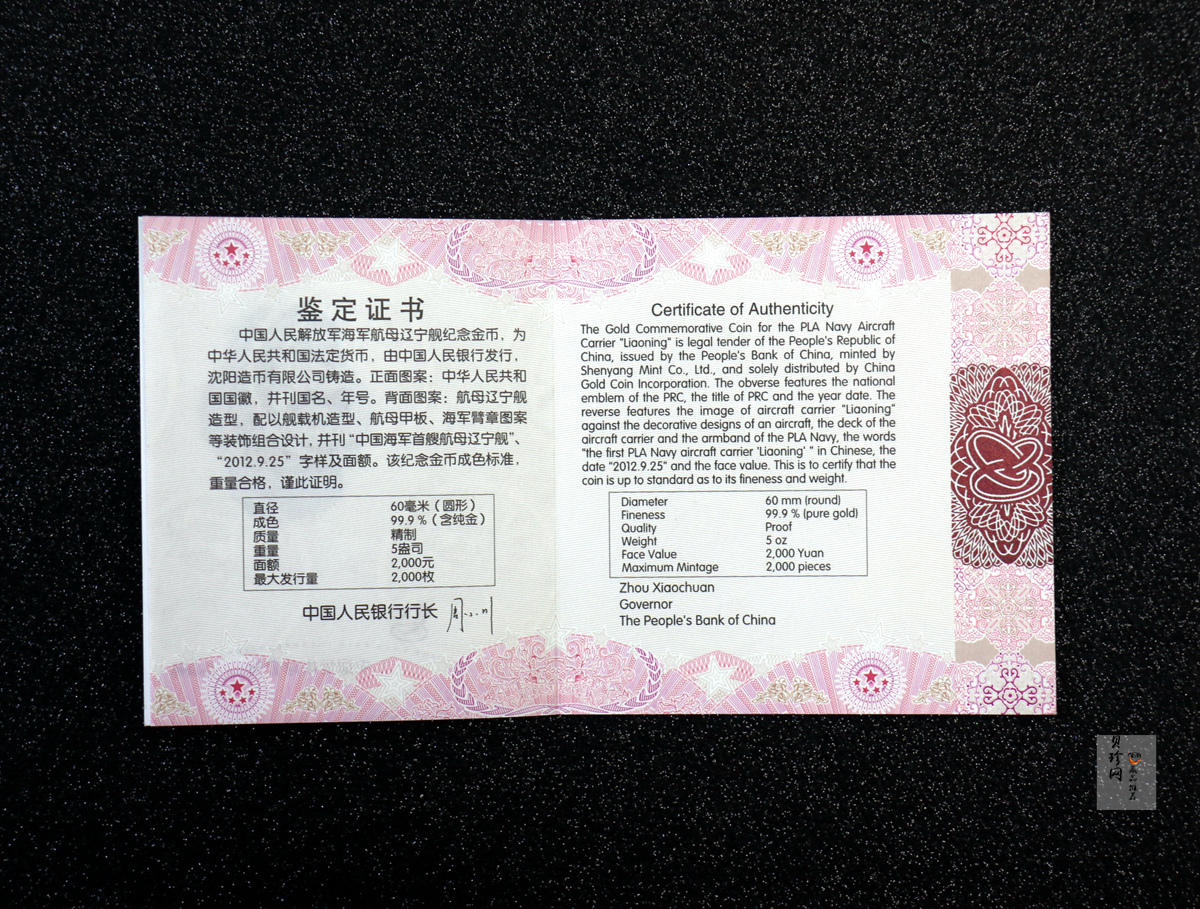 鉴定证书
中国人民解放军海军航母辽宁舰纪念金币，为
中华人民共和国法定货币，由中国人民银行发行，
沈阳造币有限公司铸造。正面图案：中华人民共和
国国徽，并刊国名、年号。背面图案：航母辽宁舰
造型，配以舰载机造型、航母甲板、海军臂章图案
等装饰组合设计，并刊“中国海军首艘航母辽宁舰”、
“2012.9.25”字样及面额。该纪念金币成色标准，
重量合格，谨此证明。
直径 60毫米（圆形）
成色 99.9%（含纯金）
质量 精制
重量 5盎司
面额 2,000元
最大发行量 2,000枚
中国人民银行行长
Certificate of Authenticity
The Gold Commemorative Coin for the PLA Navy Aircraft
Carrier "Liaoning" is legal tender of the People's Republic of
China, issued by the People's Bank of China, minted by
Shenyang Mint Co., Ltd., and solely distributed by China
Gold Coin Incorporation. The obverse features the national
emblem of the PRC, the title of PRC and the year date. The
reverse features the image of aircraft carrier "Liaoning"
against the decorative designs of an aircraft, the deck of the
aircraft carrier and the armband of the PLA Navy, the words
"the first PLA Navy aircraft carrier 'Liaoning' " in Chinese, the
date "2012.9.25" and the face value. This is to certify that the
coin is up to standard as to its fineness and weight.
Diameter 60 mm (round)
Fineness 99.9 % (pure gold)
Quality Proof
Weight 5 oz
Face Value 2,000 Yuan
Maximum Mintage 2,000 pieces
Zhou Xiaochuan
Governor
The People's Bank of China
贝珍网